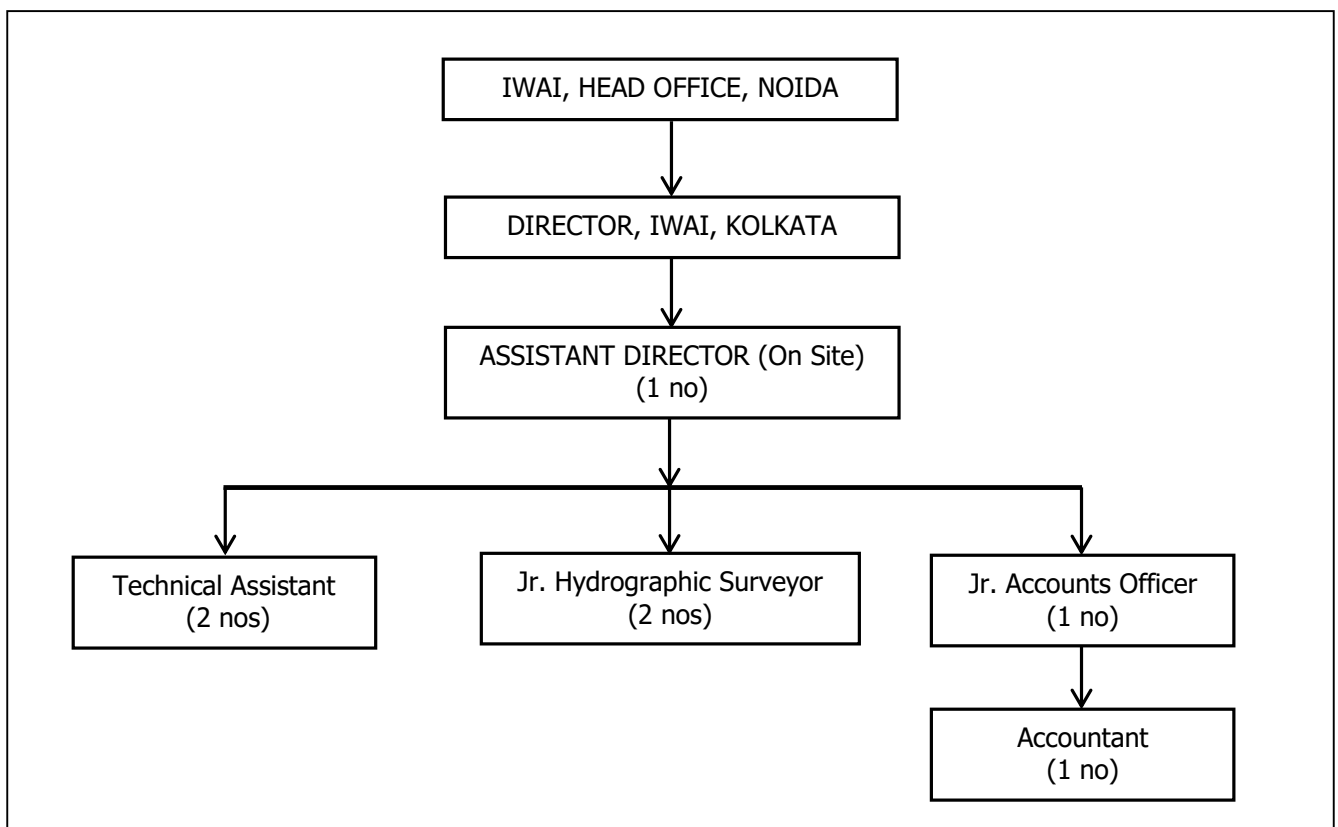 IWAI, HEAD OFFICE, NOIDA
DIRECTOR, IWAI, KOLKATA
ASSISTANT DIRECTOR (On Site)
(1 no)
Technical Assistant
(2 nos)
Jr. Hydrographic Surveyor
(2 nos)
Jr. Accounts Officer
(1 no)
Accountant
(1 no)